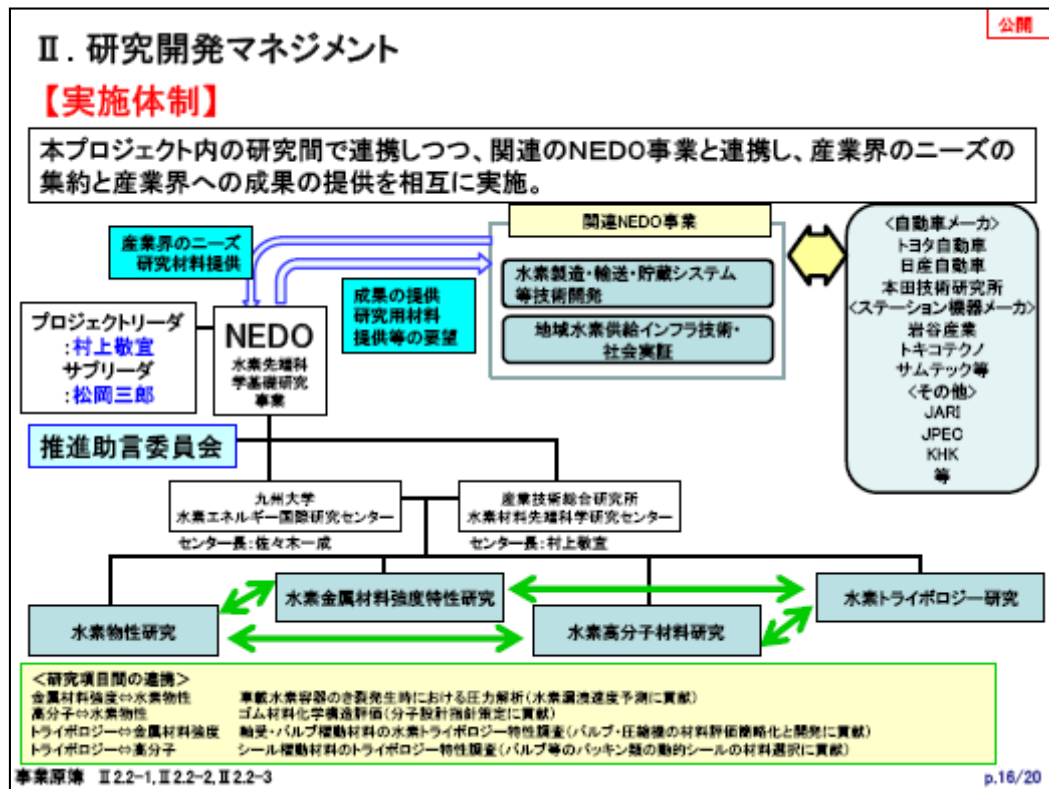 公開
Ⅱ. 研究開発マネジメント
【実施体制】
本プロジェクト内の研究間で連携しつつ、関連のNEDO事業と連携し、産業界のニーズの
集約と産業界への成果の提供を相互に実施。
産業界のニーズ
研究材料提供
成果の提供
研究用材料
提供等の要望
関連NEDO事業
水素製造・輸送・貯蔵システム
等技術開発
地域水素供給インフラ技術・
社会実証
<自動車メーカ>
トヨタ自動車
日産自動車
本田技術研究所
<ステーション機器メーカ>
岩谷産業
トキコテクノ
サムテック等
<その他>
JARI
JPEC
KHK
等
プロジェクトリーダ
:村上敬宜
サブリーダ
:松岡三郎
NEDO
水素先端科
学基礎研究
事業
推進助言委員会
九州大学
水素エネルギー国際研究センター
センター長:佐々木一成
産業技術総合研究所
水素材料先端科学研究センター
センター長:村上敬宜
水素金属材料強度特性研究
水素トライボロジー研究
水素物性研究
水素高分子材料研究
<研究項目間の連携>
金属材料強度⇔水素物性 車載水素容器のき裂発生時における圧力解析(水素漏洩速度予測に貢献)
高分子⇔水素物性 ゴム材料化学構造評価(分子設計指針策定に貢献)
トライボロジー⇔金属材料強度 軸受・バルブ摺動材料の水素トライボロジー特性調査(バルブ・圧縮機の材料評価簡略化と開発に貢献)
トライボロジー⇔高分子 シール摺動材料のトライボロジー特性調査(バルブ等のパッキン類の動的シールの材料選択に貢献)
事業原簿 Ⅱ2.2-1,Ⅱ2.2-2,Ⅱ2.2-3
p.16/20